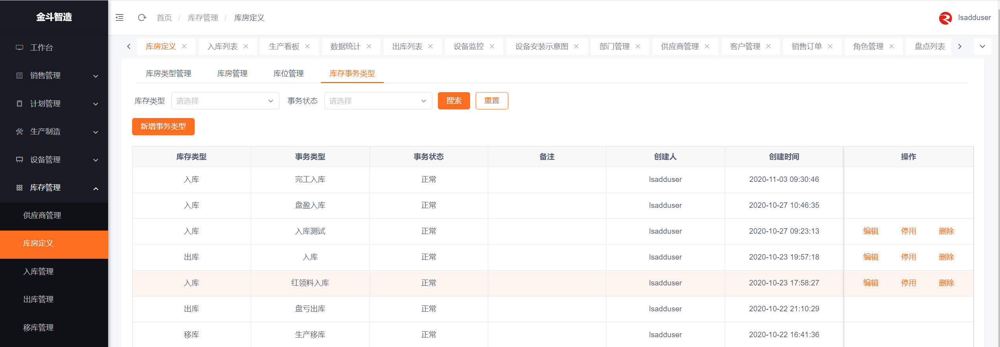 金斗智造
首页 / 库存管理 / 库房定义
lsadduser
工作台
销售管理
计划管理
生产制造
设备管理
库存管理
供应商管理
库房定义
入库管理
出库管理
移库管理
库房定义 入库列表 生产看板 数据统计 出库列表 设备监控 设备安装示意图 部门管理 供应商管理 客户管理 销售订单 角色管理 盘点列表
库房类型管理 库房管理 库位管理 库存事务类型
库存类型 请选择 事务状态 请选择 搜索 重置
新增事务类型
库存类型 事务类型 事务状态 备注 创建人 创建时间 操作
入库 完工入库 正常 lsadduser 2020-11-03 09:30:46
入库 盘盈入库 正常 lsadduser 2020-10-27 10:46:35
入库 入库测试 正常 lsadduser 2020-10-27 09:23:13 编辑 停用 删除
出库 入库 正常 lsadduser 2020-10-23 19:57:18 编辑 停用 删除
入库 红领料入库 正常 lsadduser 2020-10-23 17:58:27 编辑 停用 删除
出库 盘亏出库 正常 lsadduser 2020-10-22 21:10:29
移库 生产移库 正常 lsadduser 2020-10-22 16:41:36